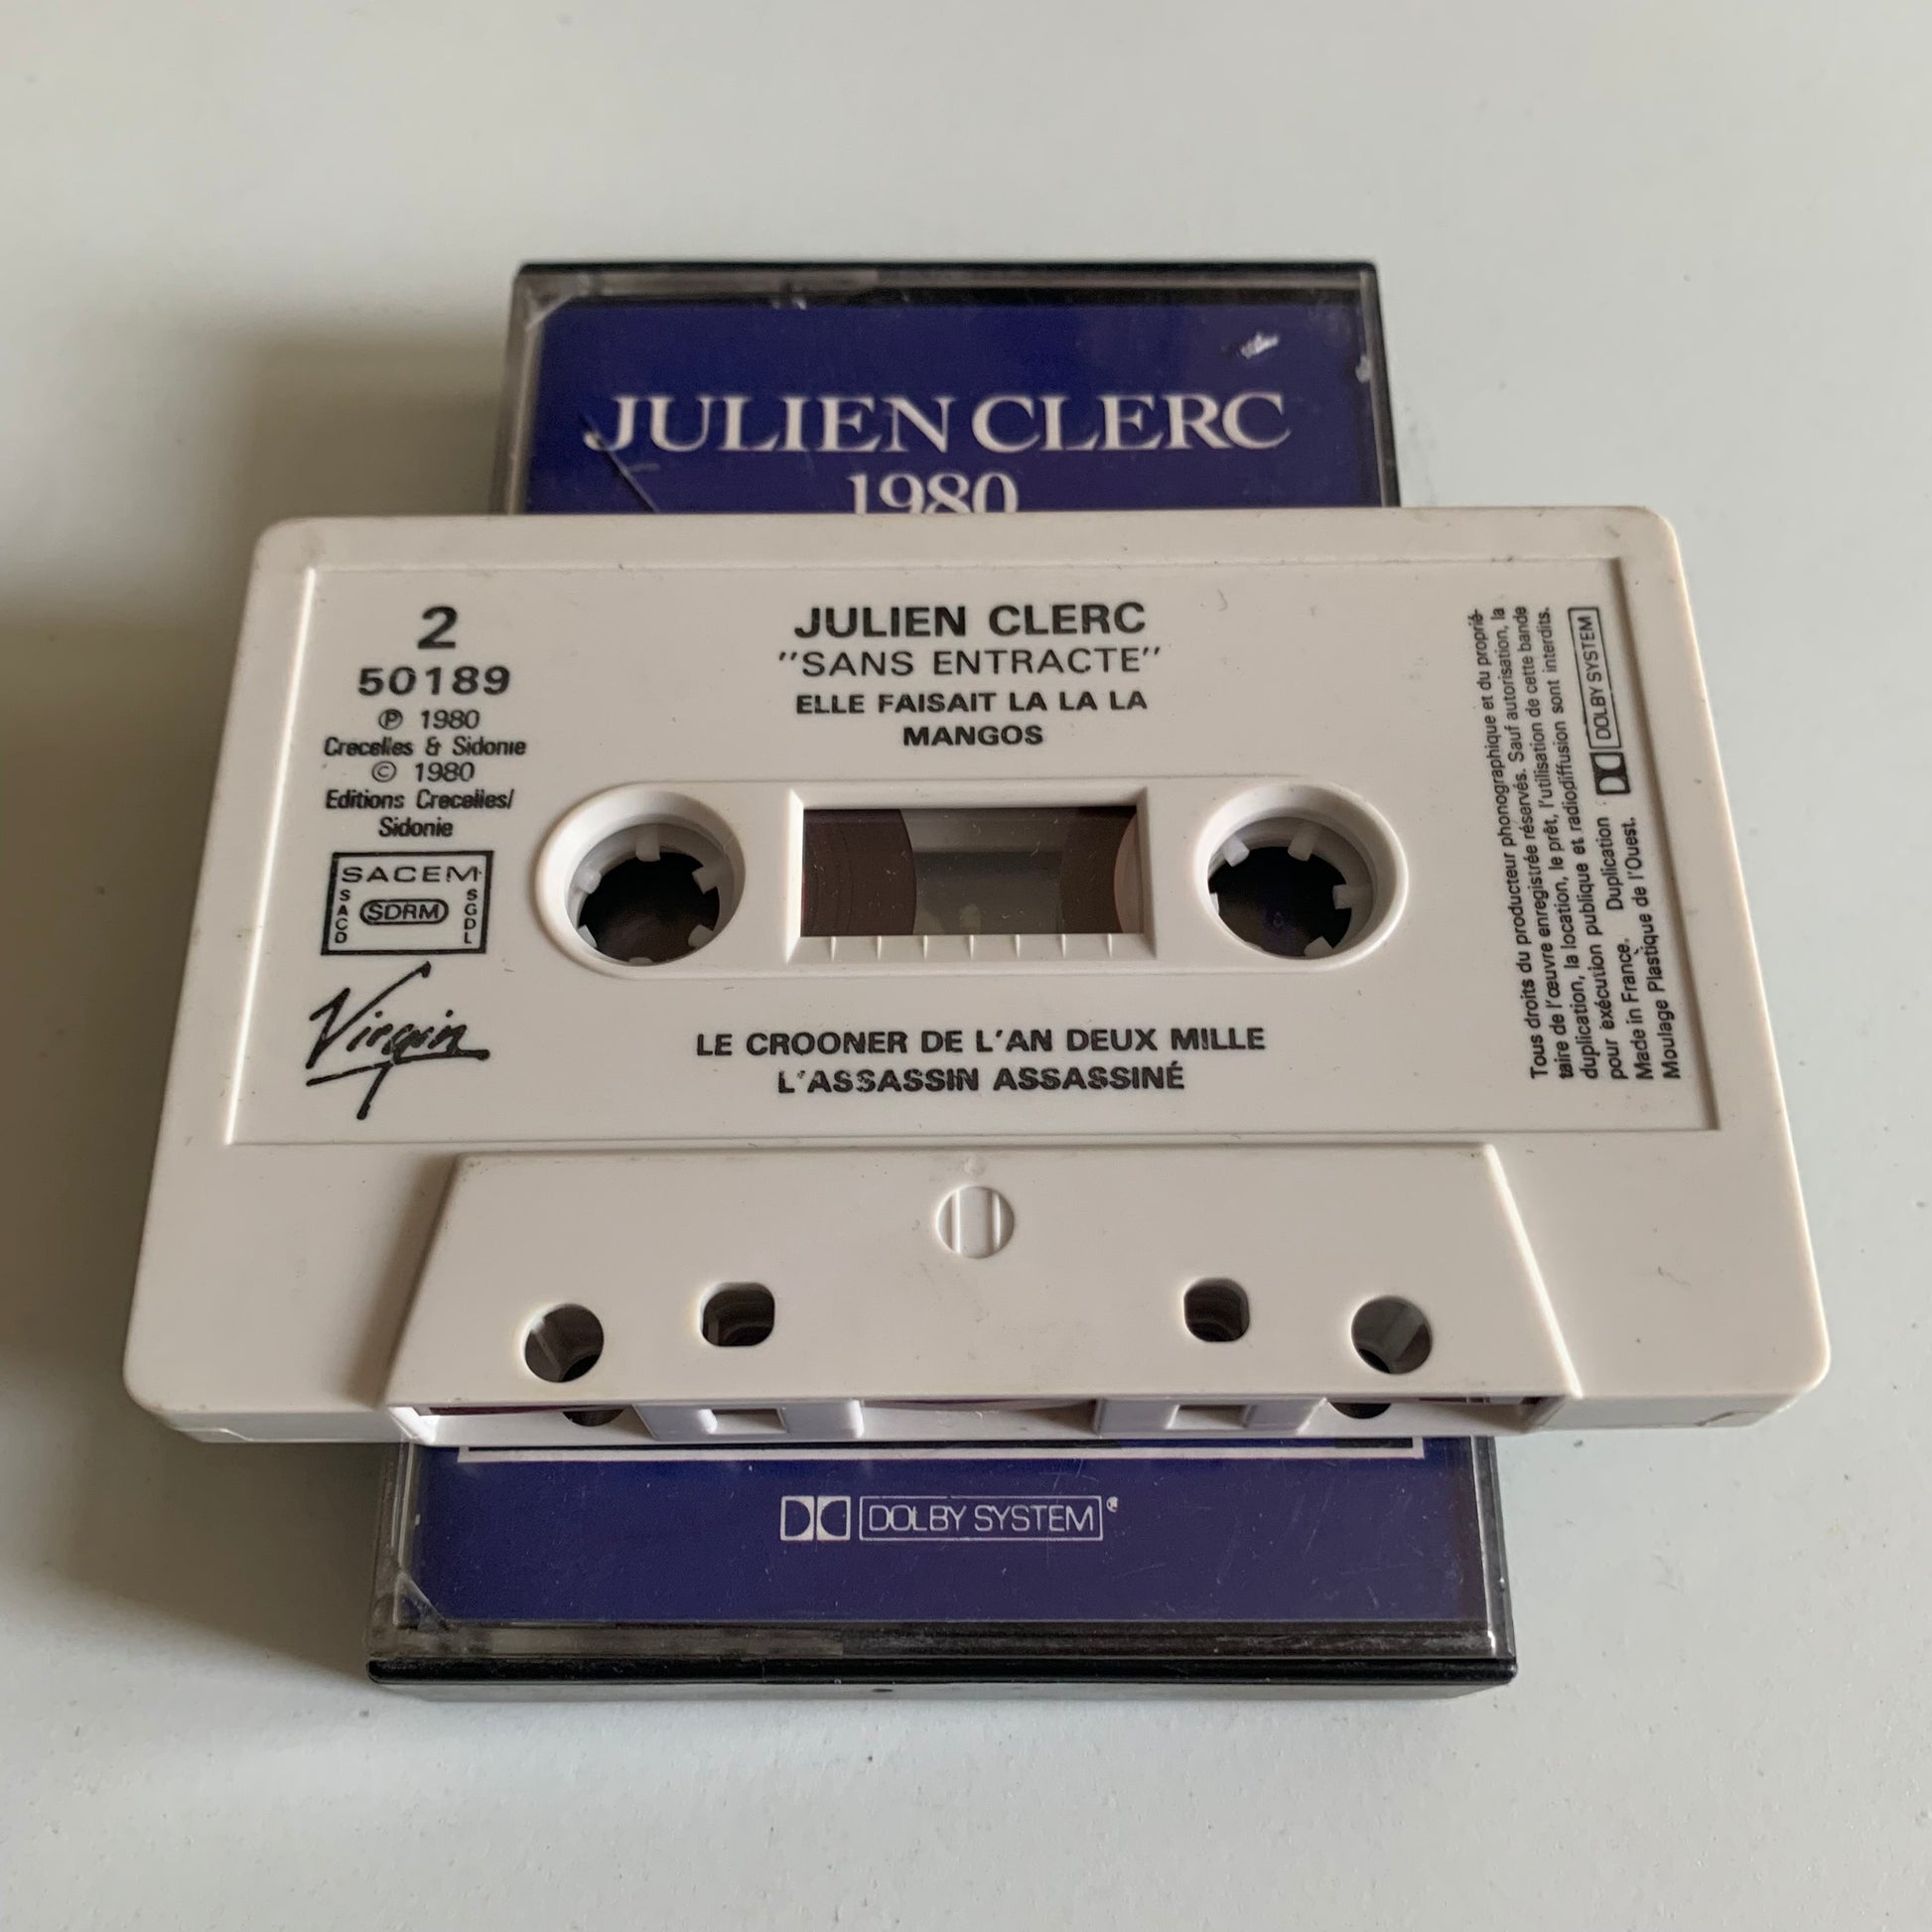 JULIEN CLERC
1980
2
50189
℗ 1980
Crecelles & Sidonie
© 1980
Editions Crecelles/
Sidonie
SACEM
SACD
SDRM
SGDL
Virgin
JULIEN CLERC
"SANS ENTRACTE"
ELLE FAISAIT LA LA LA
MANGOS
LE CROONER DE L'AN DEUX MILLE
L'ASSASSIN ASSASSINÉ
Tous droits du producteur phonographique et du proprié-
taire de l'œuvre enregistrée réservés. Sauf autorisation, la
duplication, la location, le prêt, l'utilisation de cette bande
pour exécution publique et radiodiffusion sont interdits.
Made in France. Duplication
Moulage Plastique de l'Ouest.
DOLBY SYSTEM
DOLBY SYSTEM®